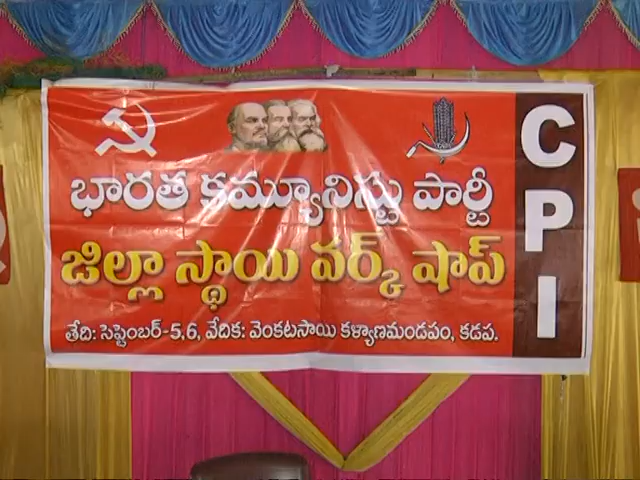 భారత కమ్యూనిస్టు పార్టీ
జిల్లా స్థాయి వర్క్ షాప్
తేది: సెప్టెంబర్-5,6, వేదిక: వెంకటసాయి కళ్యాణమండపం, కడప.
CPI